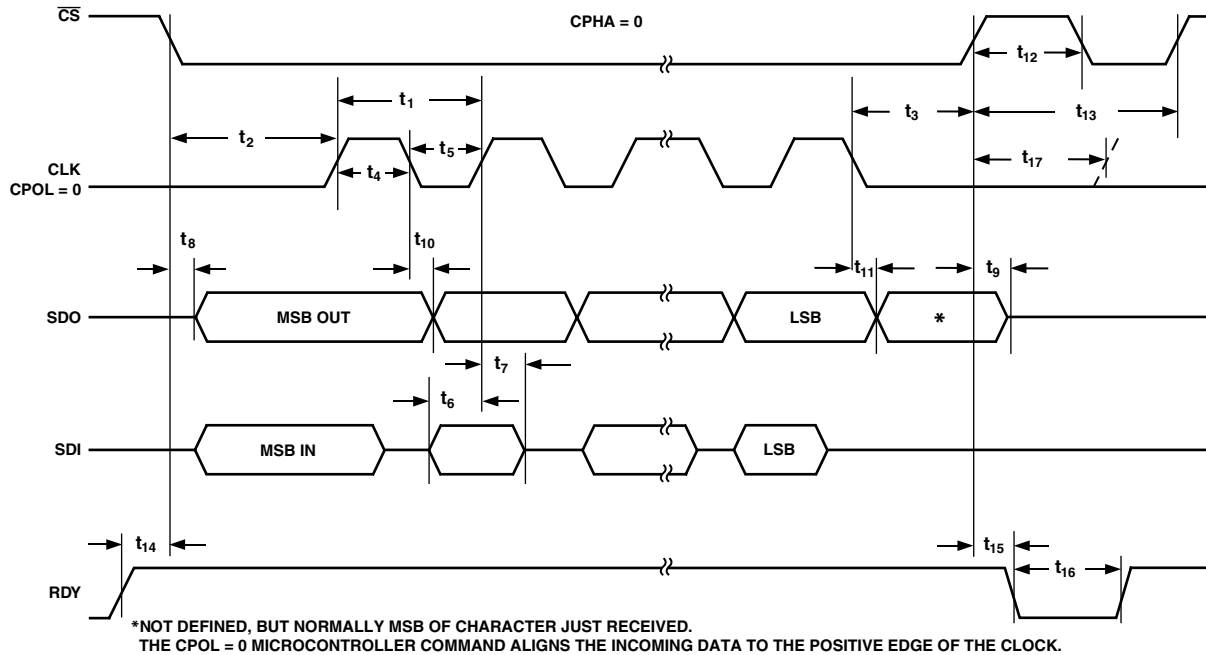 CS
CPHA = 0
t12
t1
t3
t13
t2
t5
t17
CLK
CPOL = 0
t4
t8
t10
t11
t9
SDO
MSB OUT
LSB
*
t7
t6
SDI
MSB IN
LSB
t14
t15
t16
RDY
*NOT DEFINED, BUT NORMALLY MSB OF CHARACTER JUST RECEIVED.
THE CPOL = 0 MICROCONTROLLER COMMAND ALIGNS THE INCOMING DATA TO THE POSITIVE EDGE OF THE CLOCK.